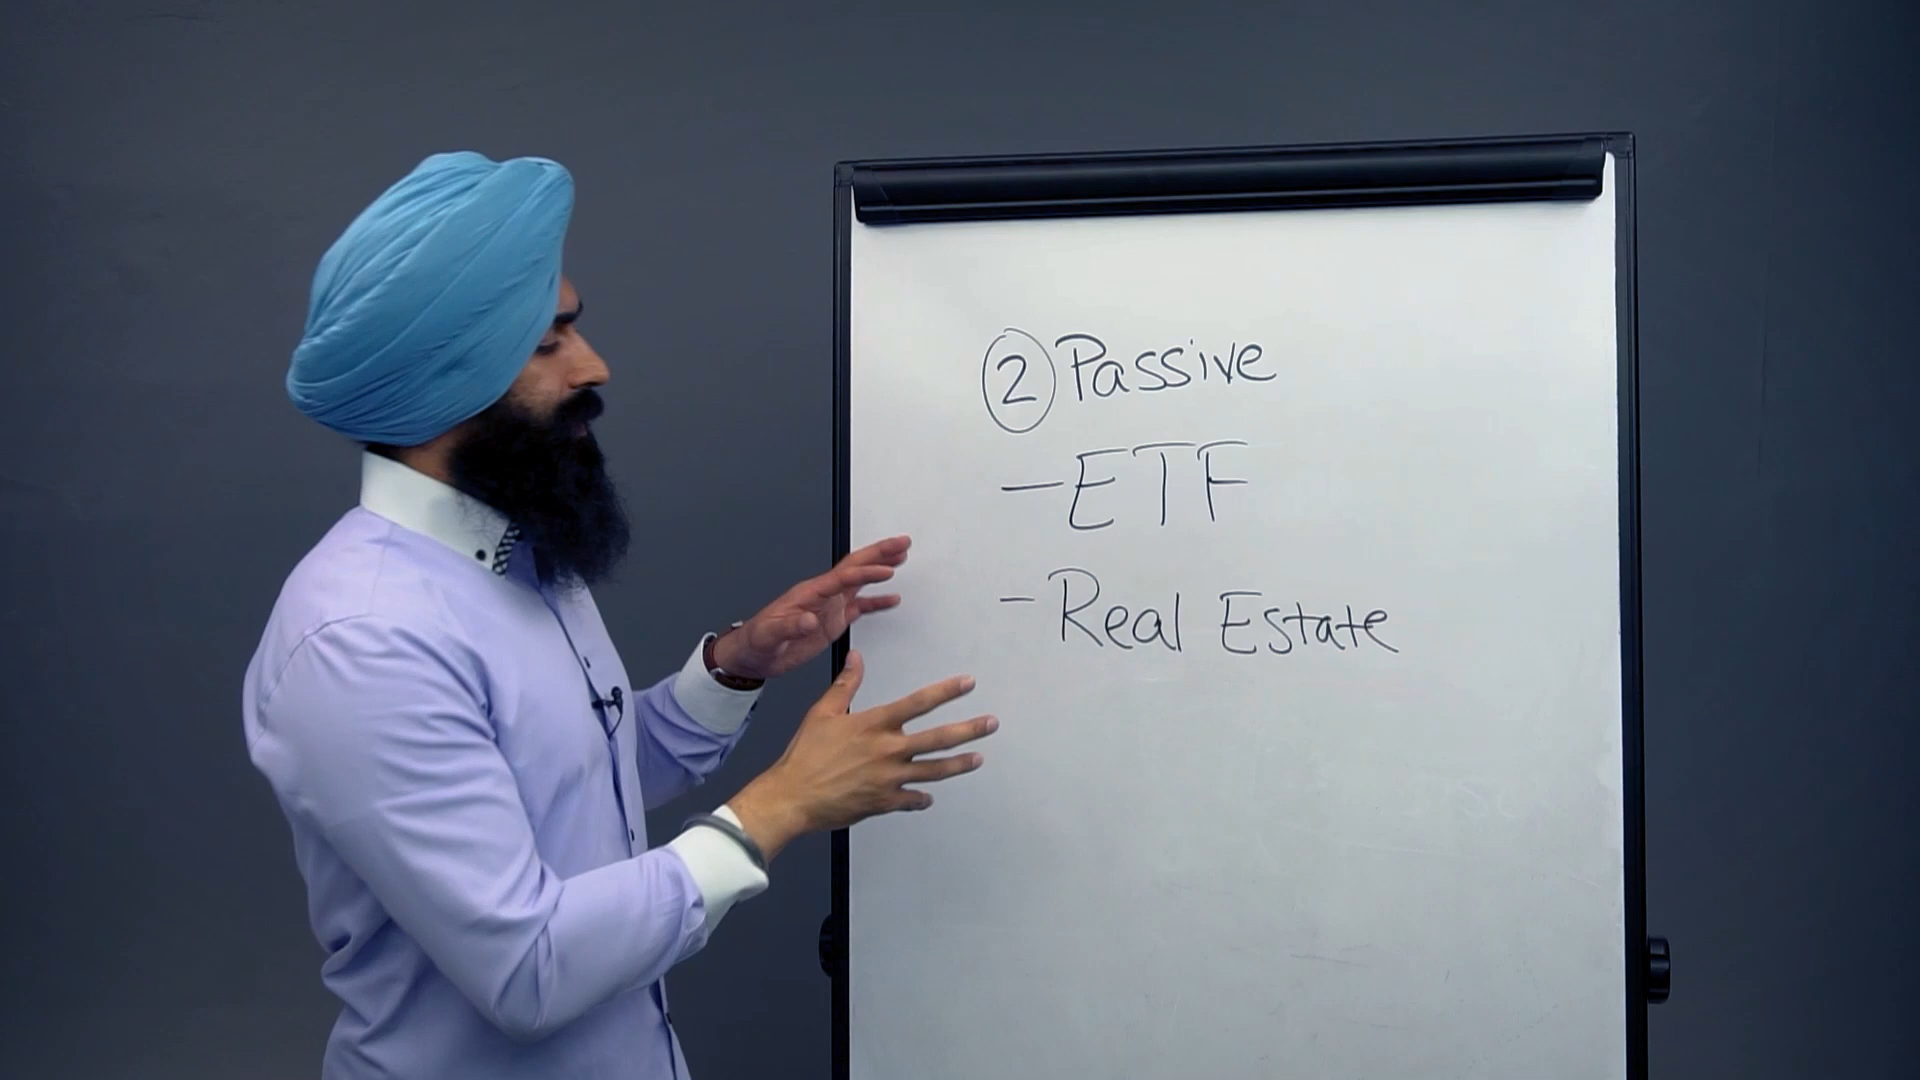 ② Passive
- ETF
- Real Estate